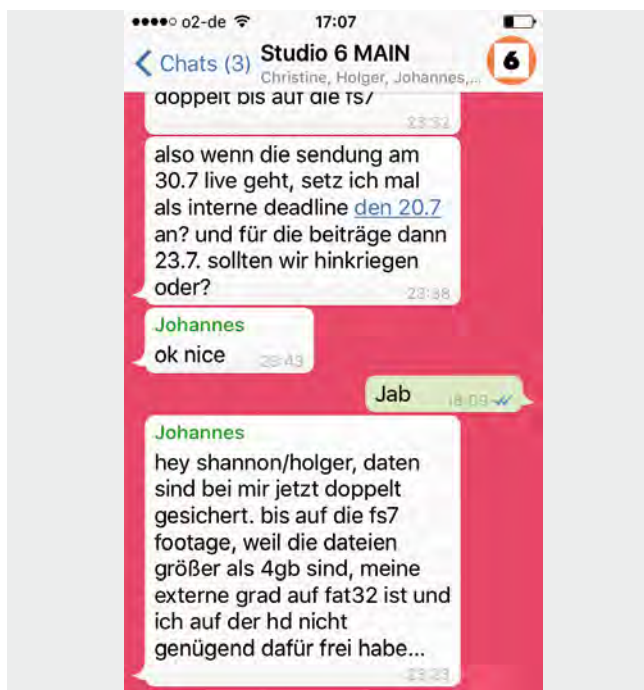 o2-de 17:07
Chats (3) Studio 6 MAIN 6
Christine, Holger, Johannes,...
doppelt bis auf die fs7
23:32
also wenn die sendung am
30.7 live geht, setz ich mal
als interne deadline den 20.7
an? und für die beiträge dann
23.7. sollten wir hinkriegen
oder? 23:38
Johannes
ok nice 23:43
Jab 18:09
Johannes
hey shannon/holger, daten
sind bei mir jetzt doppelt
gesichert. bis auf die fs7
footage, weil die dateien
größer als 4gb sind, meine
externe grad auf fat32 ist und
ich auf der hd nicht
genügend dafür frei habe...
23:23